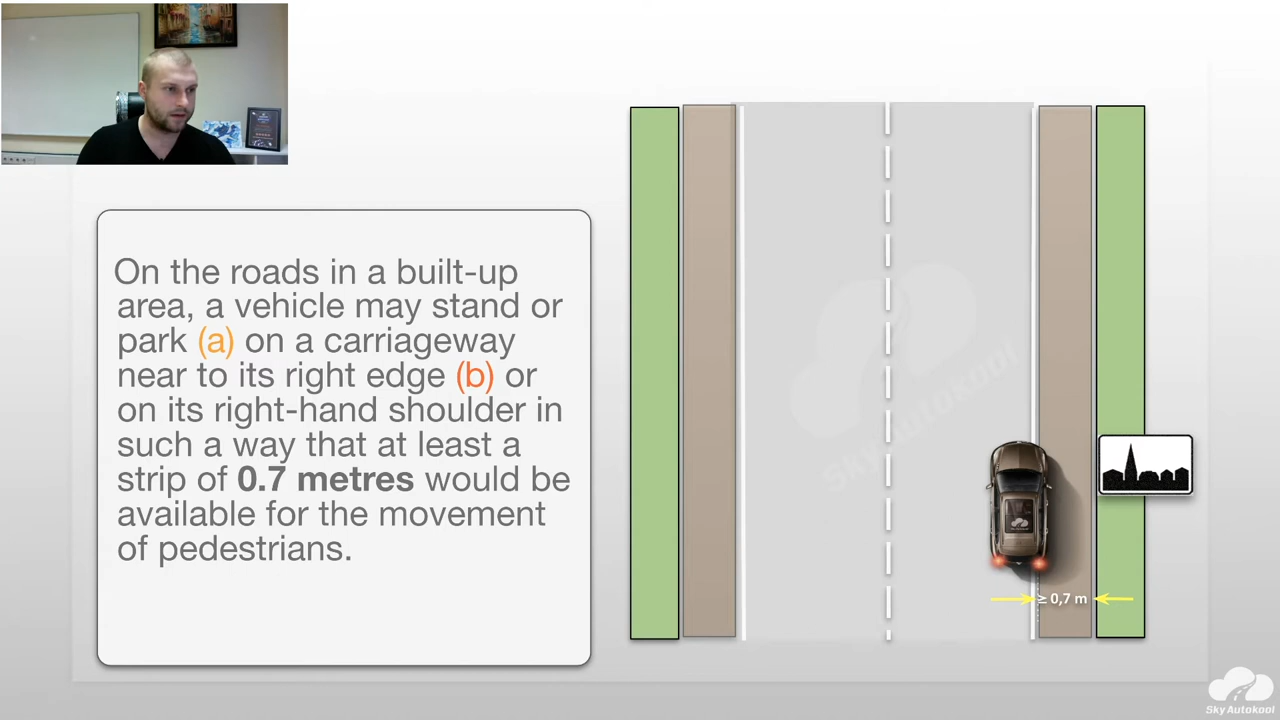 On the roads in a built-up
area, a vehicle may stand or
park (a) on a carriageway
near to its right edge (b) or
on its right-hand shoulder in
such a way that at least a
strip of 0.7 metres would be
available for the movement
of pedestrians.
Sky Autokool
≥ 0,7 m
Sky Autokool